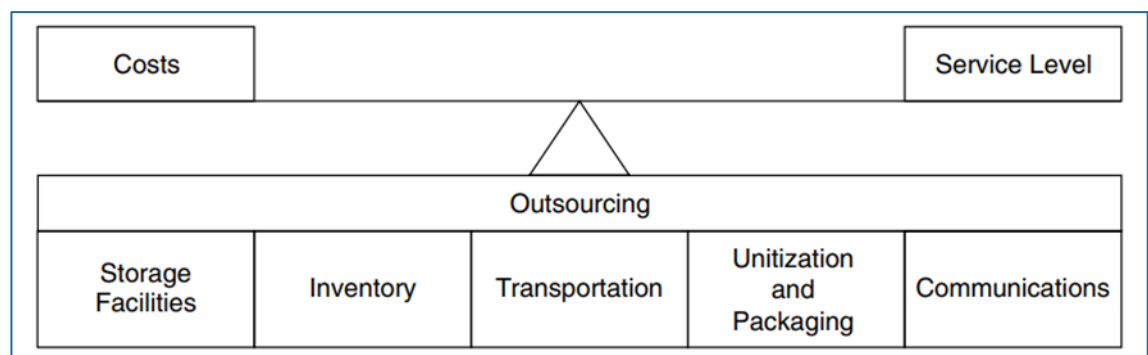 Costs
Service Level
Outsourcing
Storage
Facilities
Inventory
Transportation
Unitization
and
Packaging
Communications